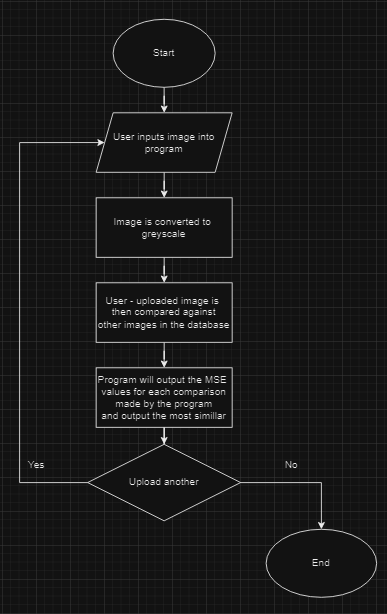 Start
User inputs image into
program
Image is converted to
greyscale
User - uploaded image is
then compared against
other images in the database
Program will output the MSE
values for each comparison
made by the program
and output the most simillar
Yes
Upload another
No
End